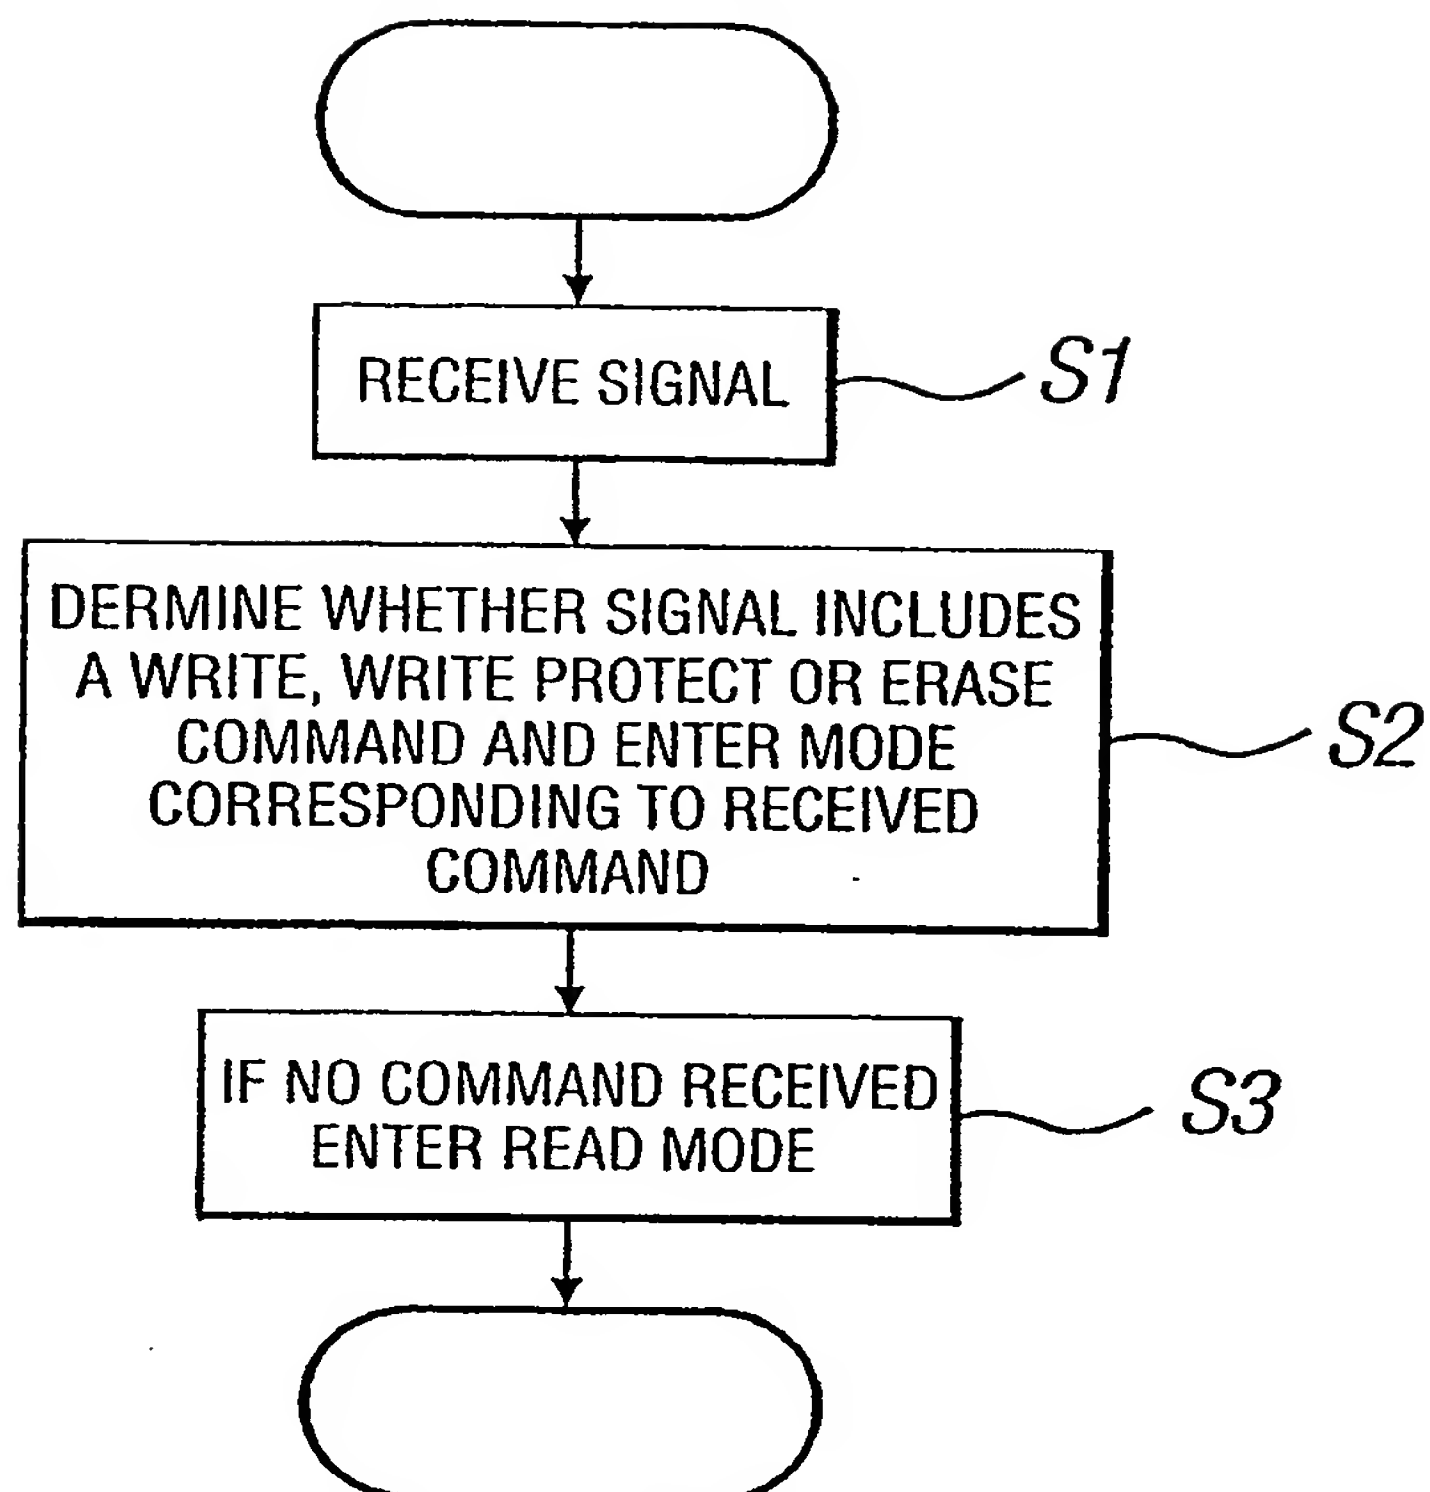 RECEIVE SIGNAL
S1
DERMINE WHETHER SIGNAL INCLUDES
A WRITE, WRITE PROTECT OR ERASE
COMMAND AND ENTER MODE
CORRESPONDING TO RECEIVED
COMMAND
S2
IF NO COMMAND RECEIVED
ENTER READ MODE
S3